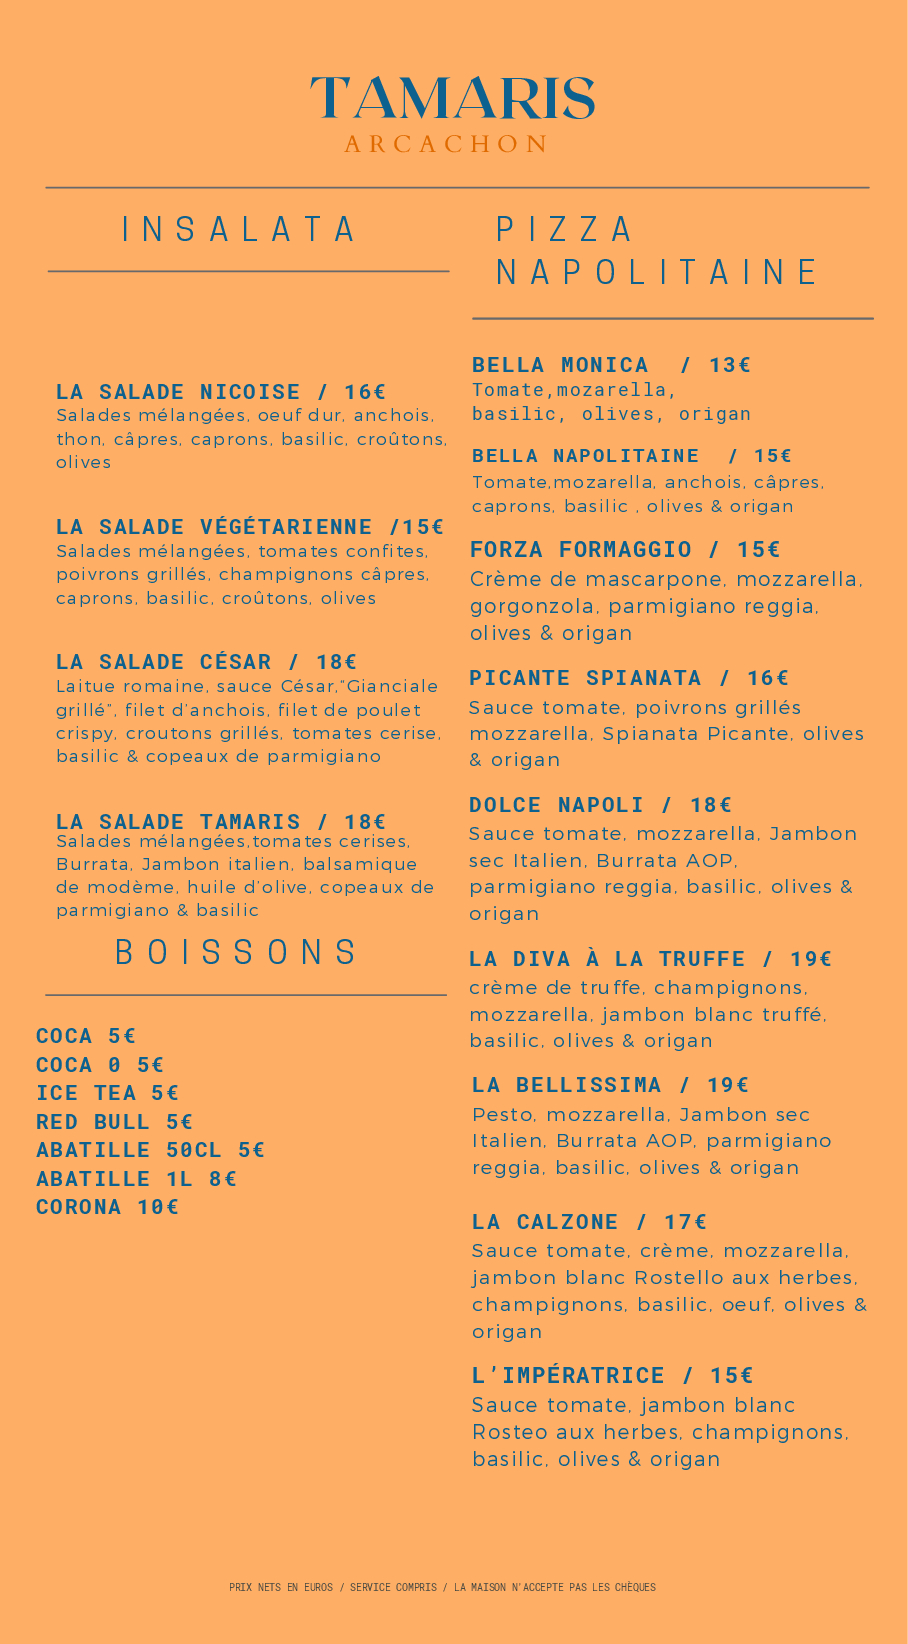 TAMARIS
ARCACHON
INSALATA
LA SALADE NICOISE / 16€
Salades mélangées, oeuf dur, anchois,
thon, câpres, caprons, basilic, croûtons,
olives
LA SALADE VÉGÉTARIENNE /15€
Salades mélangées, tomates confites,
poivrons grillés, champignons câpres,
caprons, basilic, croûtons, olives
LA SALADE CÉSAR / 18€
Laitue romaine, sauce César,“Gianciale
grillé”, filet d’anchois, filet de poulet
crispy, croutons grillés, tomates cerise,
basilic & copeaux de parmigiano
LA SALADE TAMARIS / 18€
Salades mélangées,tomates cerises,
Burrata, Jambon italien, balsamique
de modème, huile d’olive, copeaux de
parmigiano & basilic
BOISSONS
COCA 5€
COCA 0 5€
ICE TEA 5€
RED BULL 5€
ABATILLE 50CL 5€
ABATILLE 1L 8€
CORONA 10€
PIZZA
NAPOLITAINE
BELLA MONICA / 13€
Tomate,mozarella,
basilic, olives, origan
BELLA NAPOLITAINE / 15€
Tomate,mozarella, anchois, câpres,
caprons, basilic , olives & origan
FORZA FORMAGGIO / 15€
Crème de mascarpone, mozzarella,
gorgonzola, parmigiano reggia,
olives & origan
PICANTE SPIANATA / 16€
Sauce tomate, poivrons grillés
mozzarella, Spianata Picante, olives
& origan
DOLCE NAPOLI / 18€
Sauce tomate, mozzarella, Jambon
sec Italien, Burrata AOP,
parmigiano reggia, basilic, olives &
origan
LA DIVA À LA TRUFFE / 19€
crème de truffe, champignons,
mozzarella, jambon blanc truffé,
basilic, olives & origan
LA BELLISSIMA / 19€
Pesto, mozzarella, Jambon sec
Italien, Burrata AOP, parmigiano
reggia, basilic, olives & origan
LA CALZONE / 17€
Sauce tomate, crème, mozzarella,
jambon blanc Rostello aux herbes,
champignons, basilic, oeuf, olives &
origan
L’IMPÉRATRICE / 15€
Sauce tomate, jambon blanc
Rosteo aux herbes, champignons,
basilic, olives & origan
PRIX NETS EN EUROS / SERVICE COMPRIS / LA MAISON N'ACCEPTE PAS LES CHÈQUES